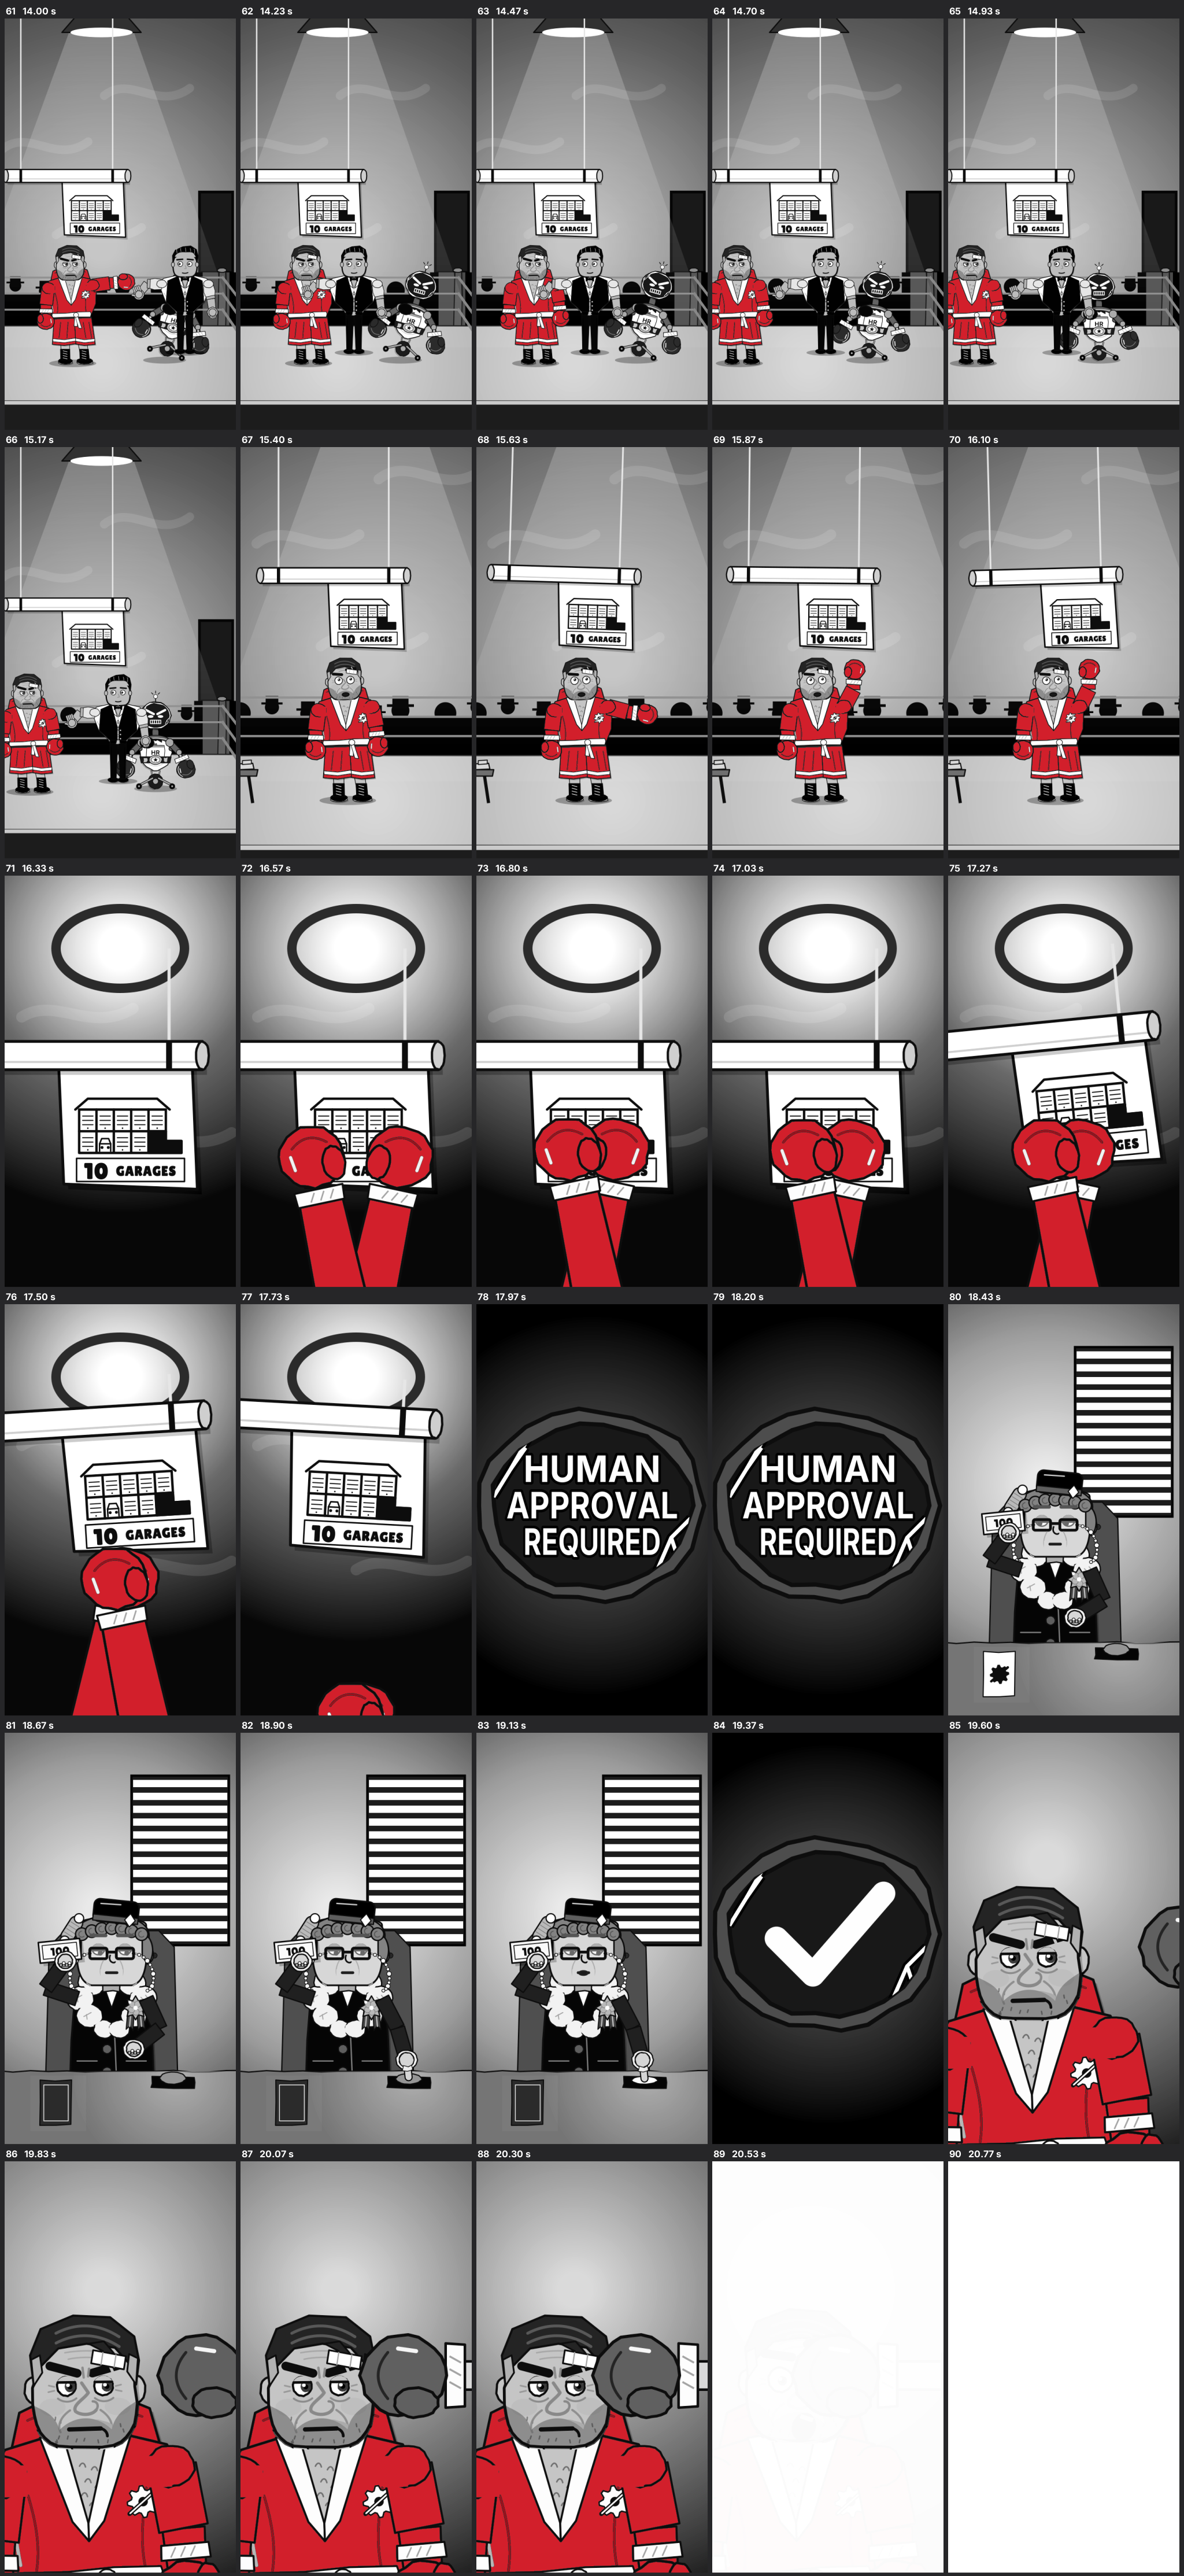 61 14.00 s
62 14.23 s
63 14.47 s
64 14.70 s
65 14.93 s
10 GARAGES
10 GARAGES
10 GARAGES
10 GARAGES
10 GARAGES
HR
HR
HR
HR
HR
66 15.17 s
67 15.40 s
68 15.63 s
69 15.87 s
70 16.10 s
10 GARAGES
10 GARAGES
10 GARAGES
10 GARAGES
10 GARAGES
HR
71 16.33 s
72 16.57 s
73 16.80 s
74 17.03 s
75 17.27 s
10 GARAGES
GA
S
S
GES
76 17.50 s
77 17.73 s
78 17.97 s
79 18.20 s
80 18.43 s
10 GARAGES
10 GARAGES
HUMAN
APPROVAL
REQUIRED
HUMAN
APPROVAL
REQUIRED
100
81 18.67 s
82 18.90 s
83 19.13 s
84 19.37 s
85 19.60 s
100
100
100
86 19.83 s
87 20.07 s
88 20.30 s
89 20.53 s
90 20.77 s